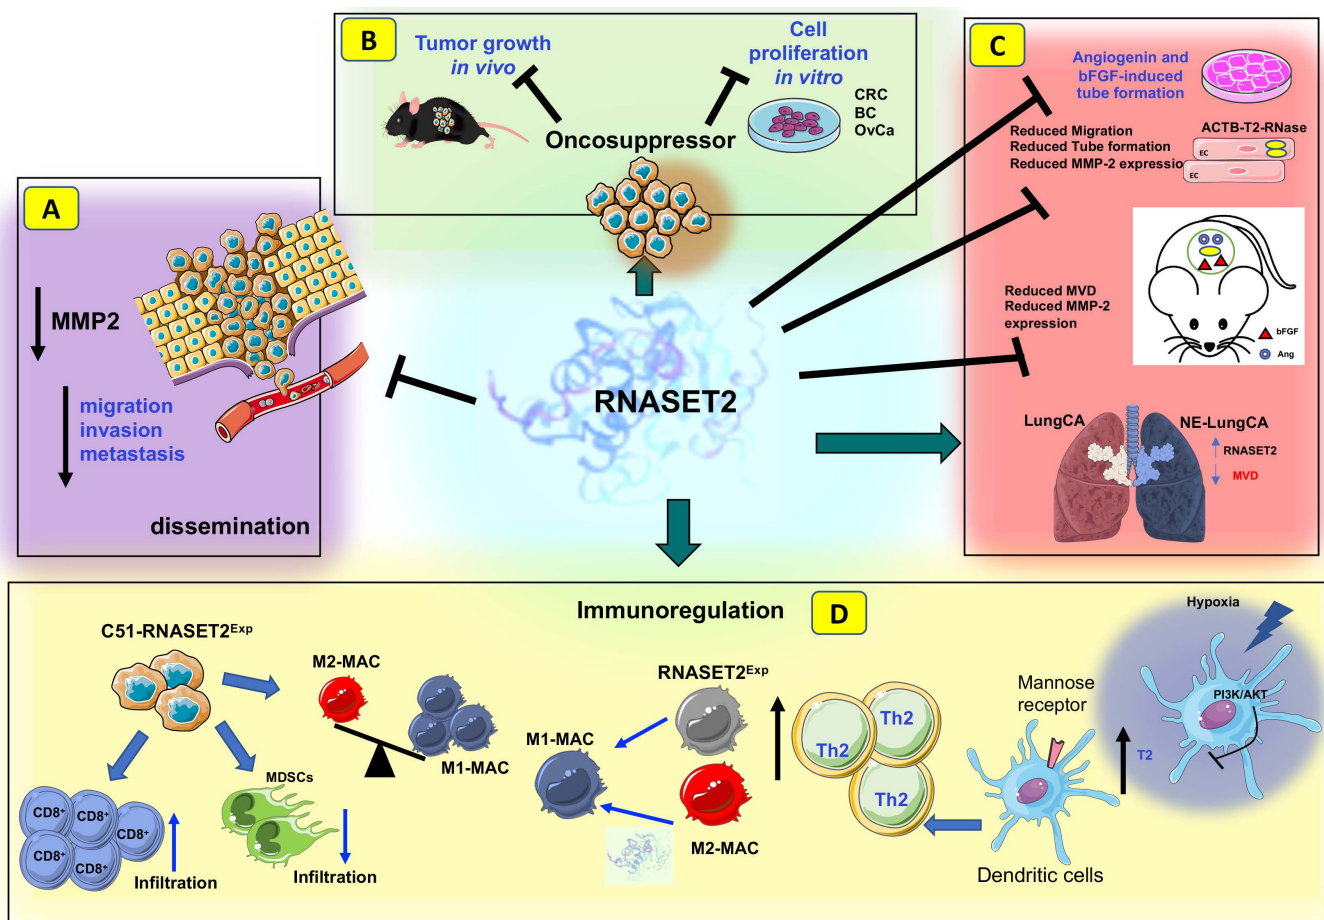 A
MMP2
migration
invasion
metastasis
dissemination
B
Tumor growth
in vivo
Cell
proliferation
in vitro
CRC
BC
OvCa
Oncosuppressor
C
Angiogenin and
bFGF-induced
tube formation
Reduced Migration
Reduced Tube formation
Reduced MMP-2 expressio
ACTB-T2-RNase
EC
EC
Reduced MVD
Reduced MMP-2
expression
bFGF
Ang
LungCA
NE-LungCA
RNASET2
MVD
RNASET2
Immunoregulation
D
C51-RNASET2Exp
M2-MAC
M1-MAC
MDSCs
CD8+
CD8+
CD8+
CD8+
CD8+
Infiltration
Infiltration
RNASET2Exp
M1-MAC
M2-MAC
Th2
Th2
Th2
Mannose
receptor
Dendritic cells
T2
Hypoxia
PI3K/AKT